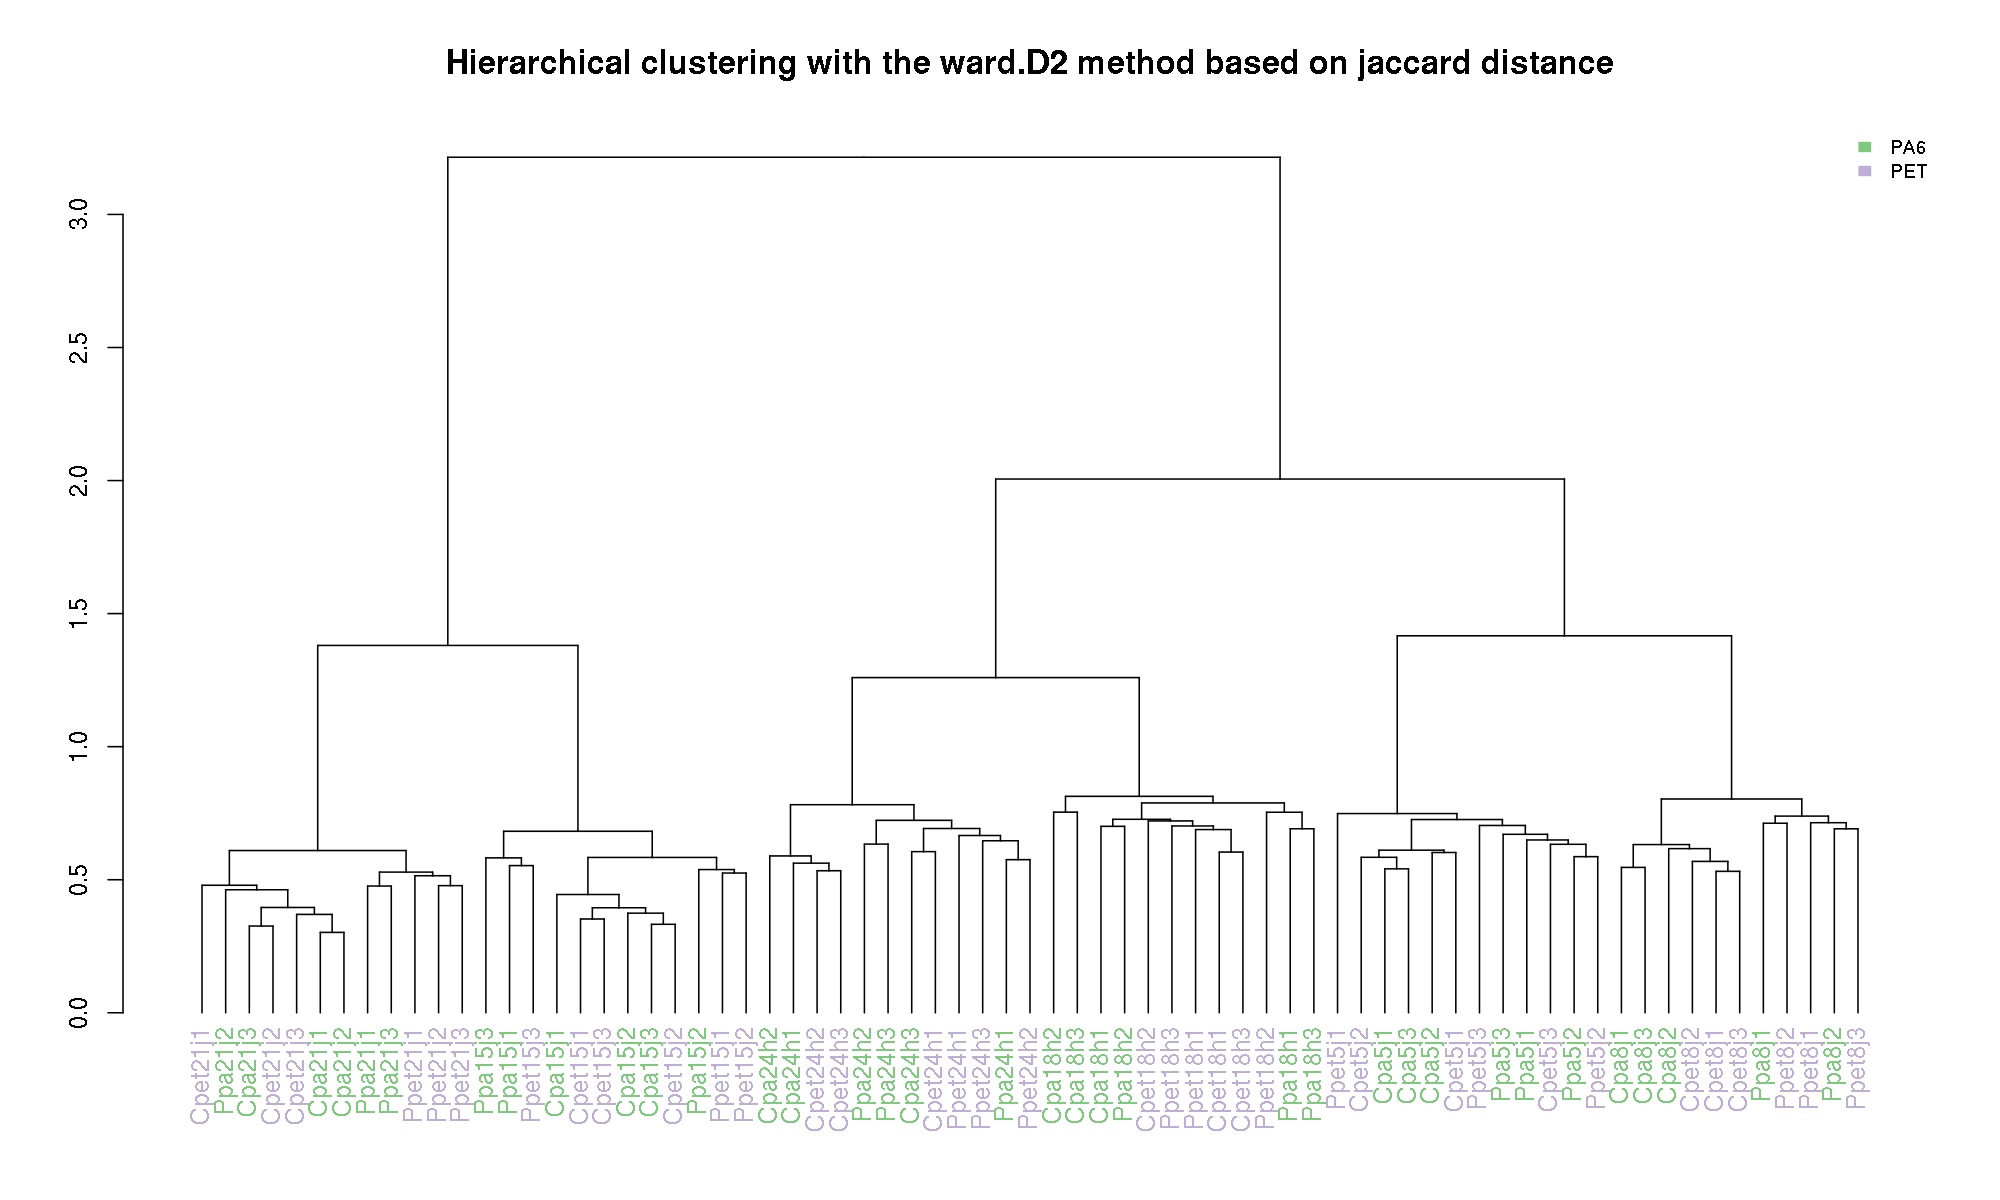 Hierarchical clustering with the ward.D2 method based on jaccard distance
PA6
PET
3.0
2.5
2.0
1.5
1.0
0.5
0.0
Cpet21j1
Ppa21j2
Cpa21j3
Cpet21j2
Cpet21j3
Cpa21j1
Cpa21j2
Ppa21j1
Ppa21j3
Ppet21j1
Ppet21j2
Ppet21j3
Ppa15j3
Ppa15j1
Ppet15j3
Cpa15j1
Cpet15j1
Cpet15j3
Cpa15j2
Cpa15j3
Cpet15j2
Ppa15j2
Ppet15j1
Ppet15j2
Cpa24h2
Cpa24h1
Cpet24h2
Cpet24h3
Ppa24h2
Ppa24h3
Cpa24h3
Cpet24h1
Ppet24h1
Ppet24h3
Ppa24h1
Ppet24h2
Cpa18h2
Cpa18h3
Cpa18h1
Ppa18h2
Cpet18h2
Ppet18h3
Ppet18h1
Cpet18h1
Cpet18h3
Ppet18h2
Ppa18h1
Ppa18h3
Ppet5j1
Cpet5j2
Cpa5j1
Cpa5j3
Cpa5j2
Cpet5j1
Ppet5j3
Ppa5j3
Ppa5j1
Cpet5j3
Ppa5j2
Ppet5j2
Cpa8j1
Cpa8j3
Cpa8j2
Cpet8j2
Cpet8j1
Cpet8j3
Ppa8j1
Ppet8j2
Ppet8j1
Ppa8j2
Ppet8j3